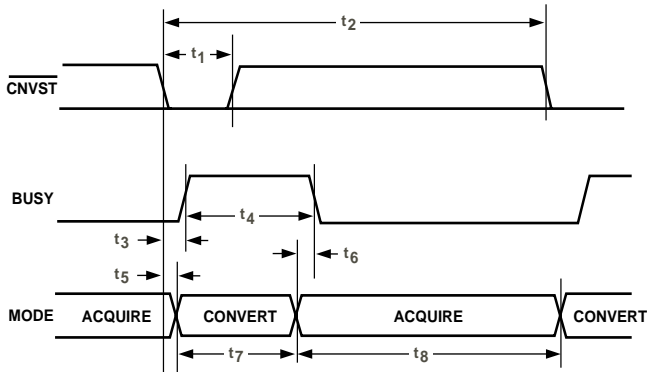 t2
t1
CNVST
BUSY
t4
t3
t6
t5
MODE ACQUIRE CONVERT ACQUIRE CONVERT
t7 t8